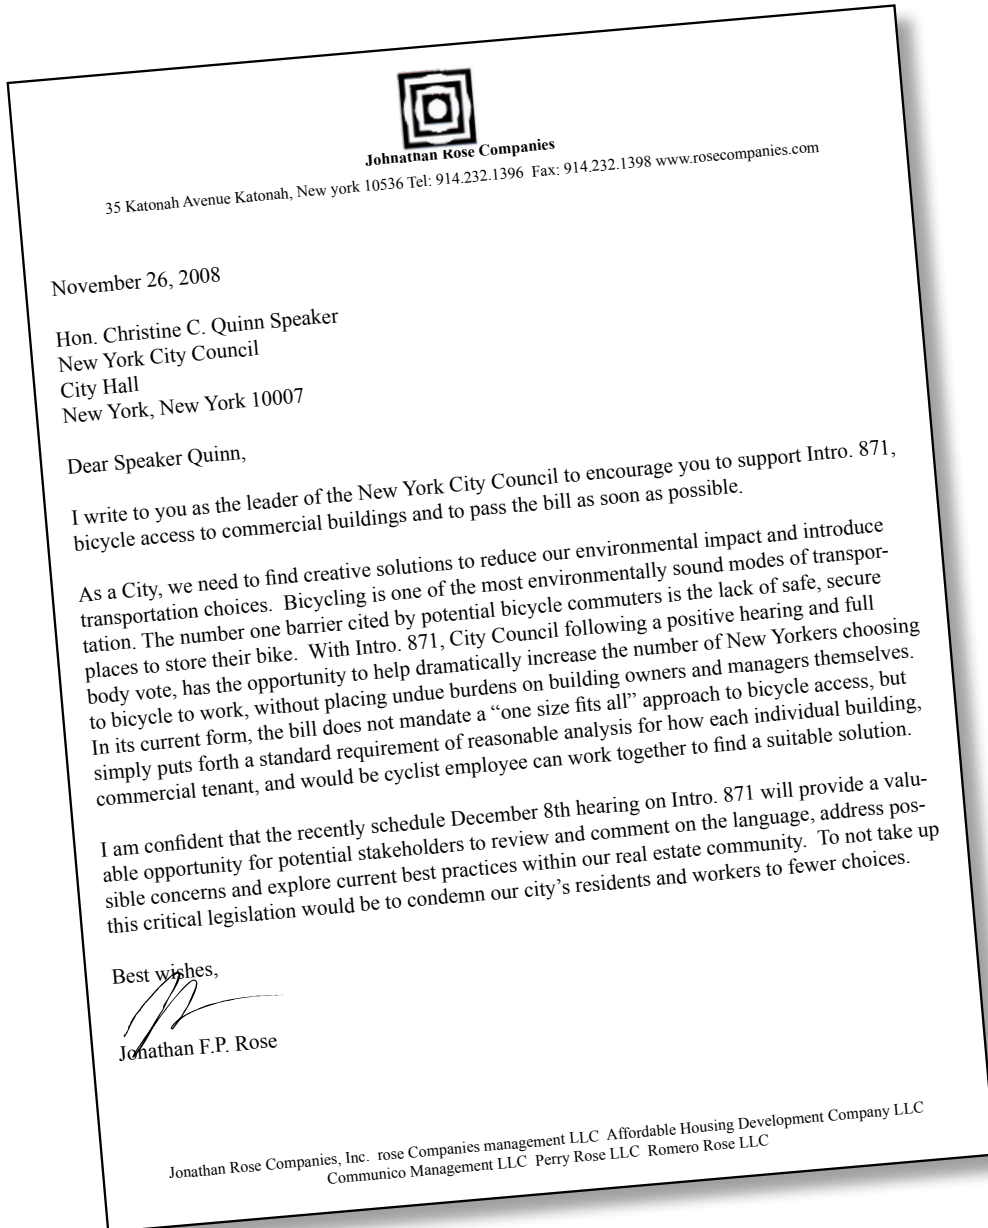 Johnathan Rose Companies
35 Katonah Avenue Katonah, New york 10536 Tel: 914.232.1396  Fax: 914.232.1398 www.rosecompanies.com
November 26, 2008
Hon. Christine C. Quinn Speaker
New York City Council
City Hall
New York, New York 10007
Dear Speaker Quinn,
I write to you as the leader of the New York City Council to encourage you to support Intro. 871,
bicycle access to commercial buildings and to pass the bill as soon as possible.
As a City, we need to find creative solutions to reduce our environmental impact and introduce
transportation choices.  Bicycling is one of the most environmentally sound modes of transpor-
tation. The number one barrier cited by potential bicycle commuters is the lack of safe, secure
places to store their bike.  With Intro. 871, City Council following a positive hearing and full
body vote, has the opportunity to help dramatically increase the number of New Yorkers choosing
to bicycle to work, without placing undue burdens on building owners and managers themselves.
In its current form, the bill does not mandate a “one size fits all” approach to bicycle access, but
simply puts forth a standard requirement of reasonable analysis for how each individual building,
commercial tenant, and would be cyclist employee can work together to find a suitable solution.
I am confident that the recently schedule December 8th hearing on Intro. 871 will provide a valu-
able opportunity for potential stakeholders to review and comment on the language, address pos-
sible concerns and explore current best practices within our real estate community.  To not take up
this critical legislation would be to condemn our city’s residents and workers to fewer choices.
Best wishes,
Jonathan F.P. Rose
Jonathan Rose Companies, Inc.  rose Companies management LLC  Affordable Housing Development Company LLC
Communico Management LLC  Perry Rose LLC  Romero Rose LLC